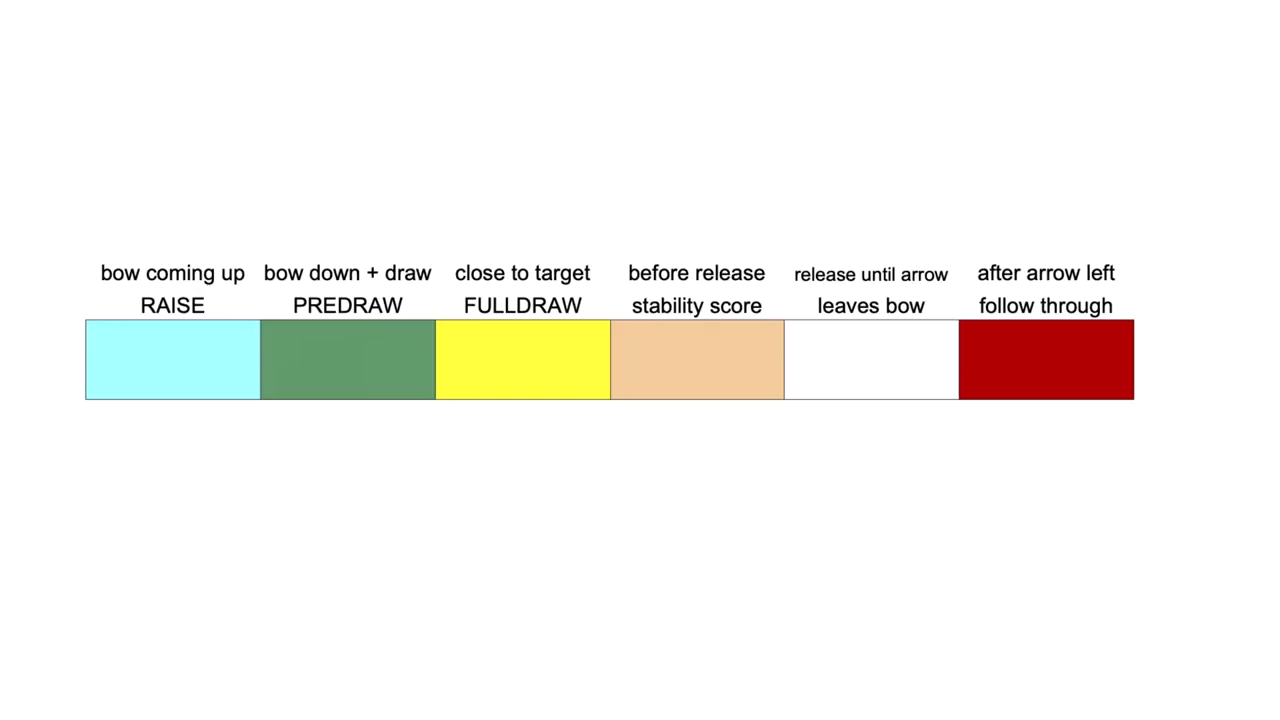 bow coming up
RAISE
bow down + draw
PREDRAW
close to target
FULLDRAW
before release
stability score
release until arrow
leaves bow
after arrow left
follow through